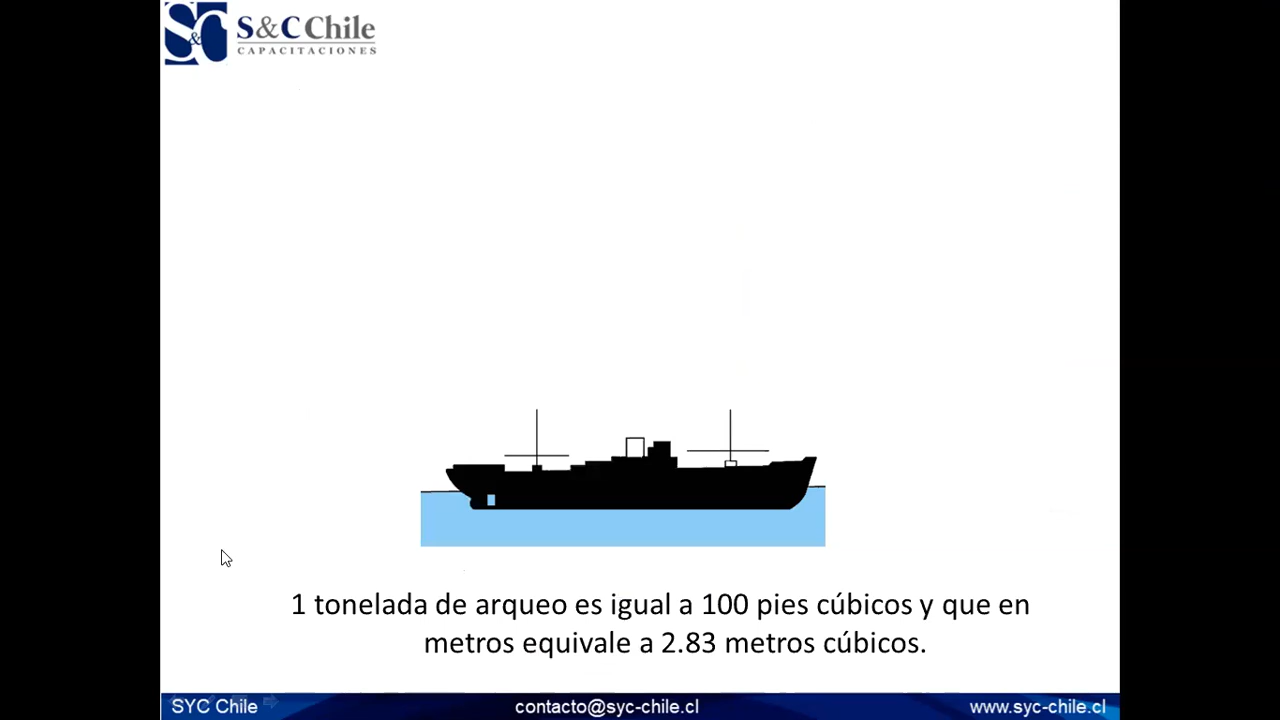 S&C
S&C Chile
CAPACITACIONES
1 tonelada de arqueo es igual a 100 pies cúbicos y que en
metros equivale a 2.83 metros cúbicos.
SYC Chile
contacto@syc-chile.cl
www.syc-chile.cl